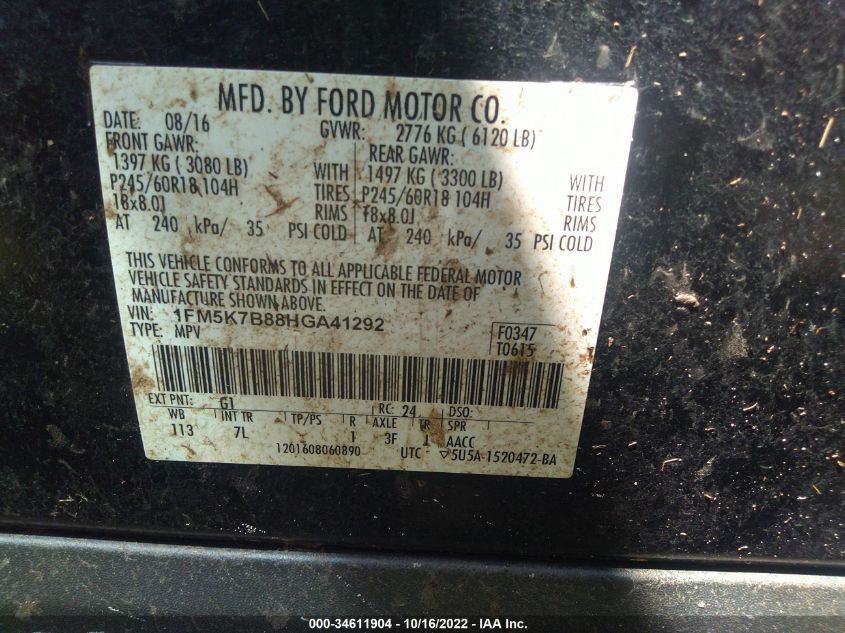 MFD. BY FORD MOTOR CO.
DATE: 08/16 GVWR: 2776 KG ( 6120 LB)
FRONT GAWR: REAR GAWR:
1397 KG ( 3080 LB) WITH 1497 KG ( 3300 LB) WITH
P245/60R18 104H TIRES P245/60R18 104H TIRES
18x8.0J RIMS 18x8.0J RIMS
AT 240 kPa/ 35 PSI COLD AT 240 kPa/ 35 PSI COLD
THIS VEHICLE CONFORMS TO ALL APPLICABLE FEDERAL MOTOR
VEHICLE SAFETY STANDARDS IN EFFECT ON THE DATE OF
MANUFACTURE SHOWN ABOVE.
VIN: 1FM5K7B88HGA41292
TYPE: MPV F0347
T0615
EXT PNT: G1 RC: 24 DSO:
WB INT TR TP/PS R AXLE TR SPR
113 7L 1 3F J AACC
1201608060890 UTC ▽5U5A-1520472-BA
000-34611904 - 10/16/2022 - IAA Inc.